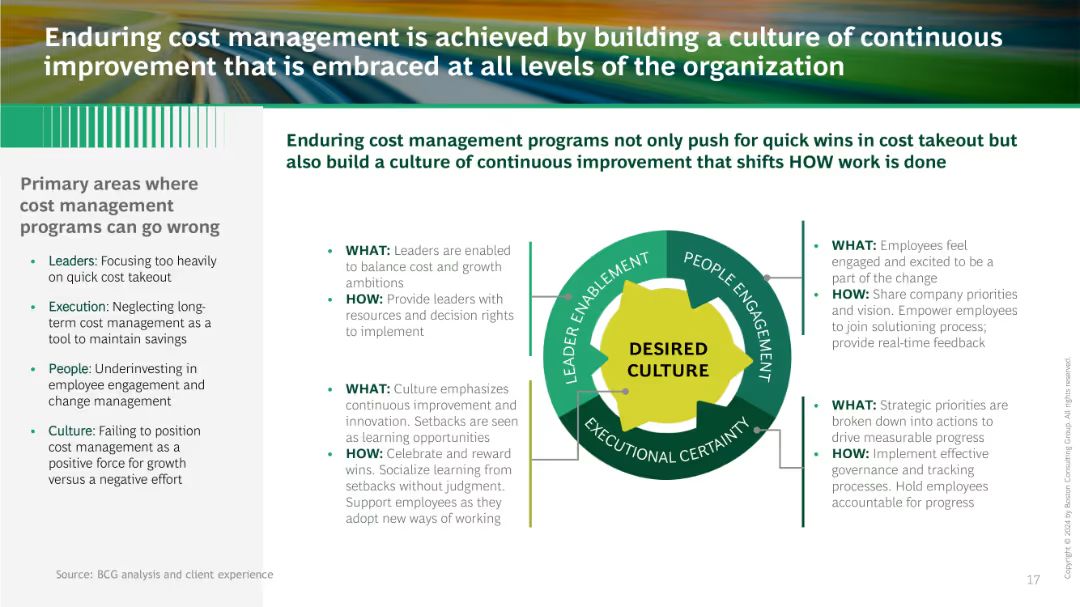 Enduring cost management is achieved by building a culture of continuous
improvement that is embraced at all levels of the organization
Primary areas where
cost management
programs can go wrong
• Leaders: Focusing too heavily
on quick cost takeout
• Execution: Neglecting long-
term cost management as a
tool to maintain savings
• People: Underinvesting in
employee engagement and
change management
• Culture: Failing to position
cost management as a
positive force for growth
versus a negative effort
Enduring cost management programs not only push for quick wins in cost takeout but
also build a culture of continuous improvement that shifts HOW work is done
• WHAT: Leaders are enabled
to balance cost and growth
ambitions
• HOW: Provide leaders with
resources and decision rights
to implement
• WHAT: Culture emphasizes
continuous improvement and
innovation. Setbacks are seen
as learning opportunities
• HOW: Celebrate and reward
wins. Socialize learning from
setbacks without judgment.
Support employees as they
adopt new ways of working
LEADER ENABLEMENT
PEOPLE ENGAGEMENT
EXECUTIONAL CERTAINTY
DESIRED
CULTURE
• WHAT: Employees feel
engaged and excited to be a
part of the change
• HOW: Share company priorities
and vision. Empower employees
to join solutioning process;
provide real-time feedback
• WHAT: Strategic priorities are
broken down into actions to
drive measurable progress
• HOW: Implement effective
governance and tracking
processes. Hold employees
accountable for progress
Source: BCG analysis and client experience
17
Copyright © 2024 by Boston Consulting Group. All rights reserved.